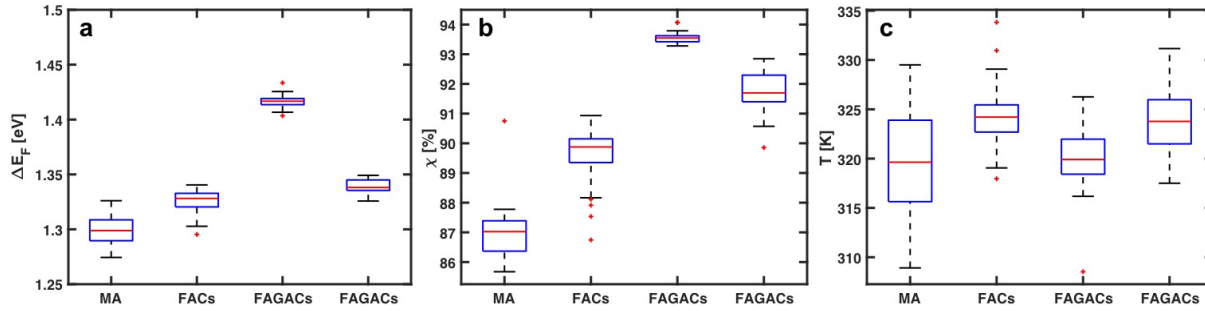 a
1.5
1.45
1.4
1.35
1.3
1.25
ΔE_F [eV]
MA FACs FAGACs FAGACs
b
94
93
92
91
90
89
88
87
86
χ [%]
MA FACs FAGACs FAGACs
c
335
330
325
320
315
310
T [K]
MA FACs FAGACs FAGACs